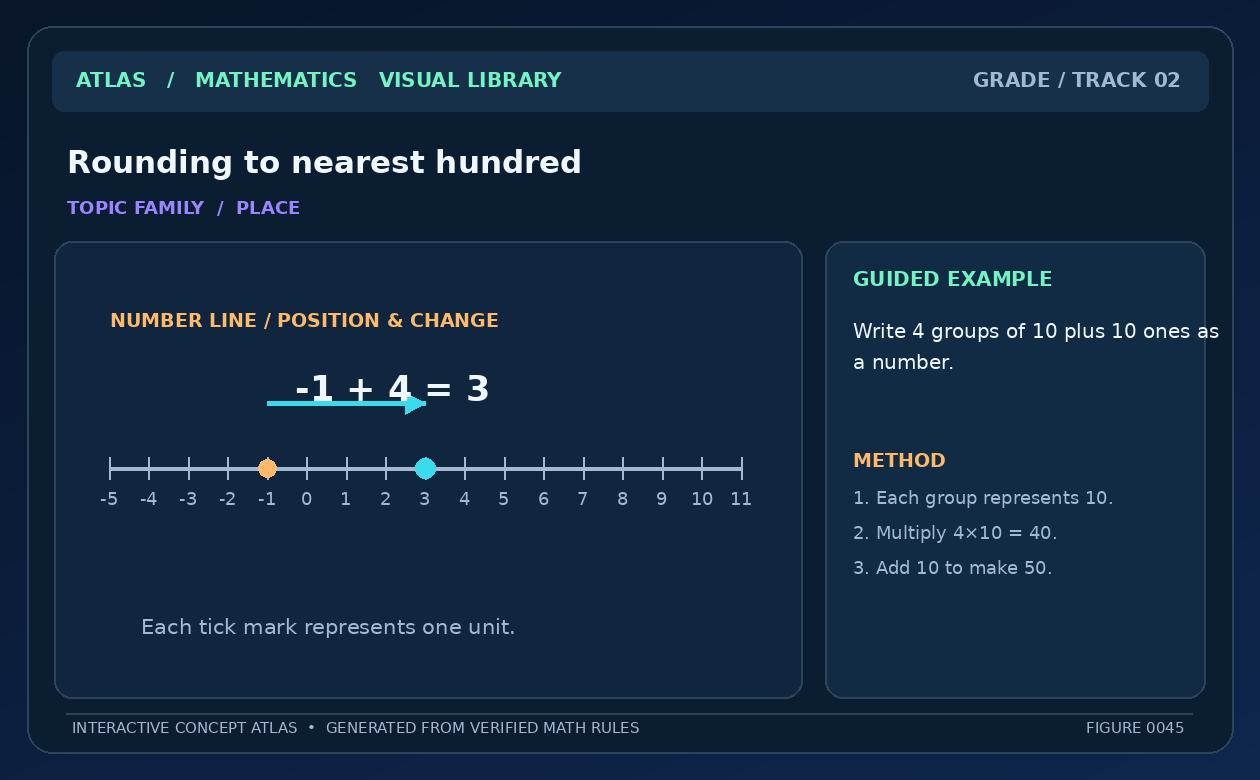 ATLAS / MATHEMATICS VISUAL LIBRARY
GRADE / TRACK 02
Rounding to nearest hundred
TOPIC FAMILY / PLACE
NUMBER LINE / POSITION & CHANGE
-1 + 4 = 3
-5 -4 -3 -2 -1 0 1 2 3 4 5 6 7 8 9 10 11
Each tick mark represents one unit.
GUIDED EXAMPLE
Write 4 groups of 10 plus 10 ones as
a number.
METHOD
1. Each group represents 10.
2. Multiply 4×10 = 40.
3. Add 10 to make 50.
INTERACTIVE CONCEPT ATLAS • GENERATED FROM VERIFIED MATH RULES
FIGURE 0045